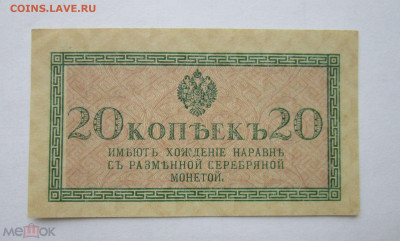 COINS.LAVE.RU
20 КОПѢЕКЪ 20
ИМѢЮТЪ ХОЖДЕНІЕ НАРАВНѢ
СЪ РАЗМѢННОЙ СЕРЕБРЯНОЙ
МОНЕТОЙ.
мешок